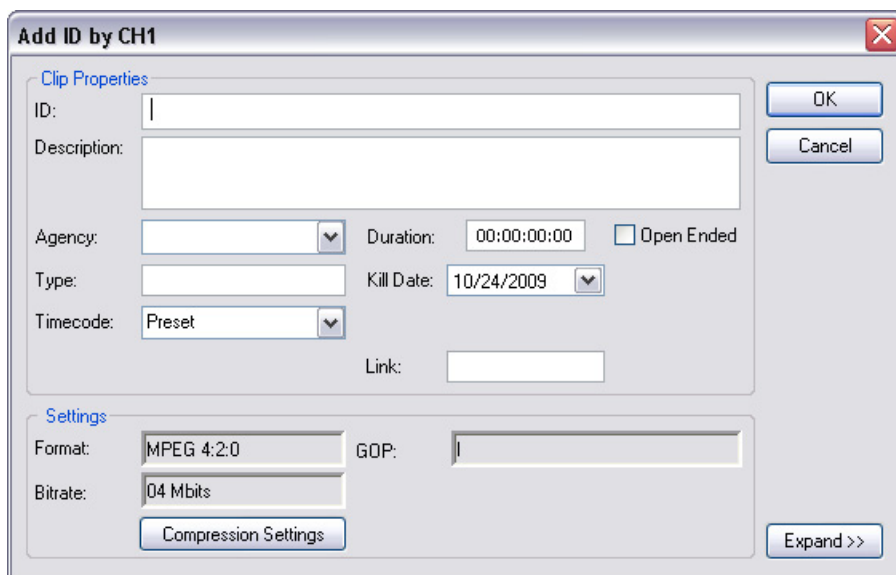 Add ID by CH1
Clip Properties
ID:
OK
Description:
Cancel
Agency:
Duration: 00:00:00:00
Open Ended
Type:
Kill Date: 10/24/2009
Timecode: Preset
Link:
Settings
Format: MPEG 4:2:0
GOP: I
Bitrate: 04 Mbits
Compression Settings
Expand >>